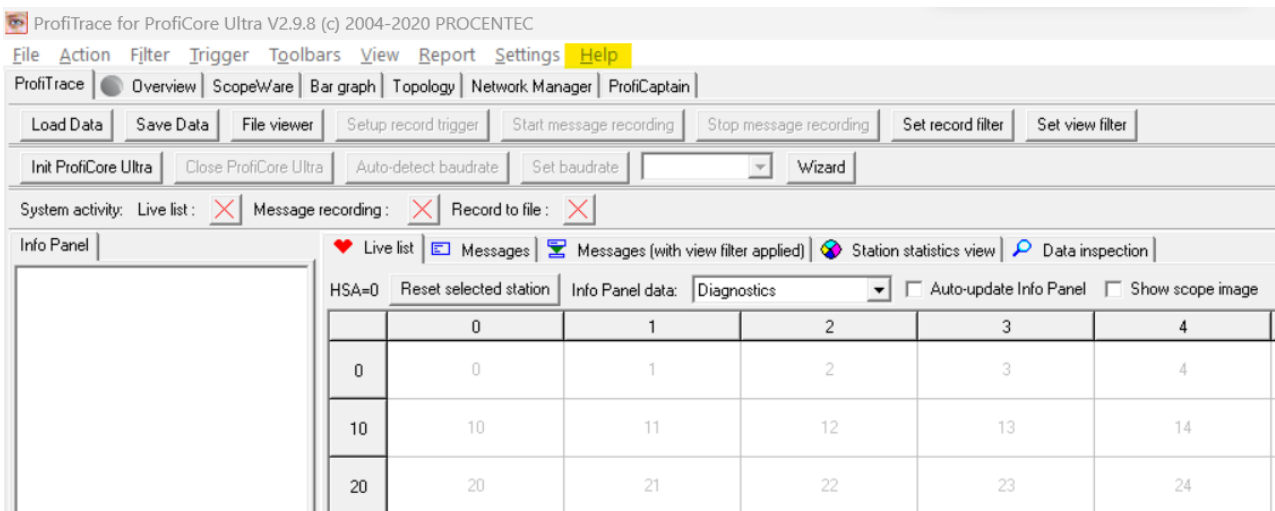 ProfiTrace for ProfiCore Ultra V2.9.8 (c) 2004-2020 PROCENTEC
File Action Filter Trigger Toolbars View Report Settings Help
ProfiTrace Overview ScopeWare Bar graph Topology Network Manager ProfiCaptain
Load Data Save Data File viewer Setup record trigger Start message recording Stop message recording Set record filter Set view filter
Init ProfiCore Ultra Close ProfiCore Ultra Auto-detect baudrate Set baudrate Wizard
System activity: Live list : Message recording : Record to file :
Info Panel Live list Messages Messages (with view filter applied) Station statistics view Data inspection
HSA=0 Reset selected station Info Panel data: Diagnostics Auto-update Info Panel Show scope image
0 1 2 3 4
0 0 1 2 3 4
10 10 11 12 13 14
20 20 21 22 23 24